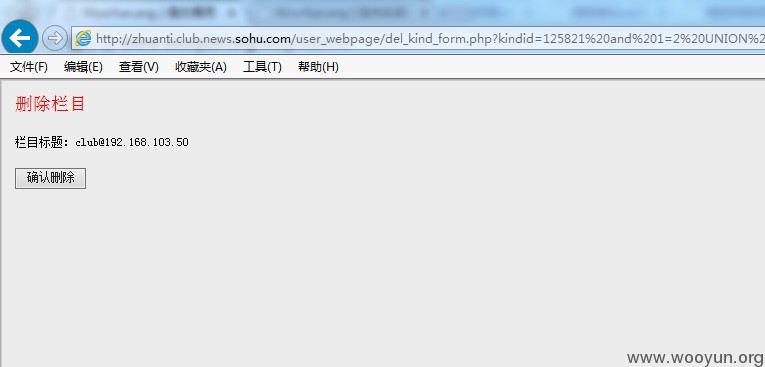 http://zhuanti.club.news.sohu.com/user_webpage/del_kind_form.php?kindid=125821%20and%201=2%20UNION%2
文件(F) 编辑(E) 查看(V) 收藏夹(A) 工具(T) 帮助(H)
删除栏目
栏目标题：club@192.168.103.50
确认删除
www.wooyun.org